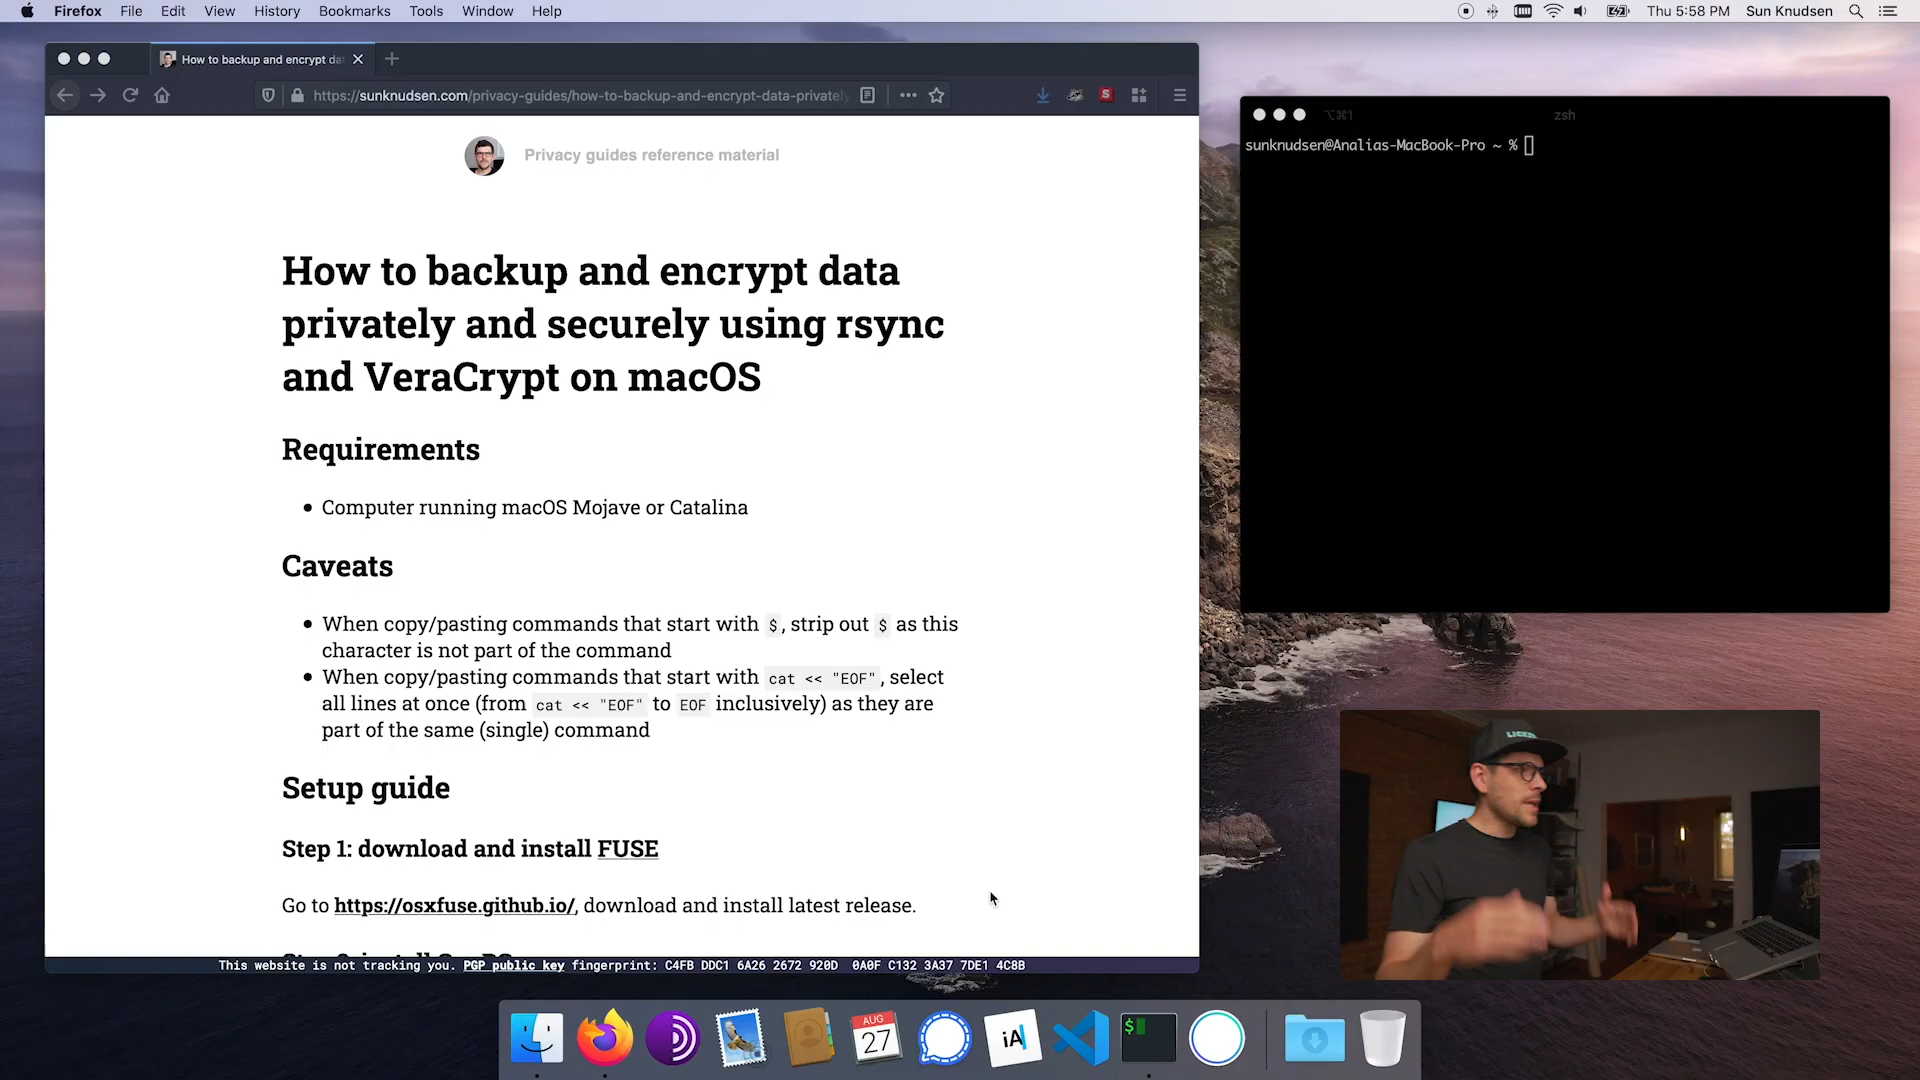 Firefox File Edit View History Bookmarks Tools Window Help
Thu 5:58 PM Sun Knudsen
How to backup and encrypt dat
https://sunknudsen.com/privacy-guides/how-to-backup-and-encrypt-data-privately
S
Privacy guides reference material
How to backup and encrypt data
privately and securely using rsync
and VeraCrypt on macOS
Requirements
• Computer running macOS Mojave or Catalina
Caveats
• When copy/pasting commands that start with $, strip out $ as this
character is not part of the command
• When copy/pasting commands that start with cat << "EOF", select
all lines at once (from cat << "EOF" to EOF inclusively) as they are
part of the same (single) command
Setup guide
Step 1: download and install FUSE
Go to https://osxfuse.github.io/, download and install latest release.
This website is not tracking you. PGP public key fingerprint: C4FB DDC1 6A26 2672 920D 0A0F C132 3A37 7DE1 4C8B
⌥⌘1
zsh
sunknudsen@Analias-MacBook-Pro ~ %
AUG
27
iA
$